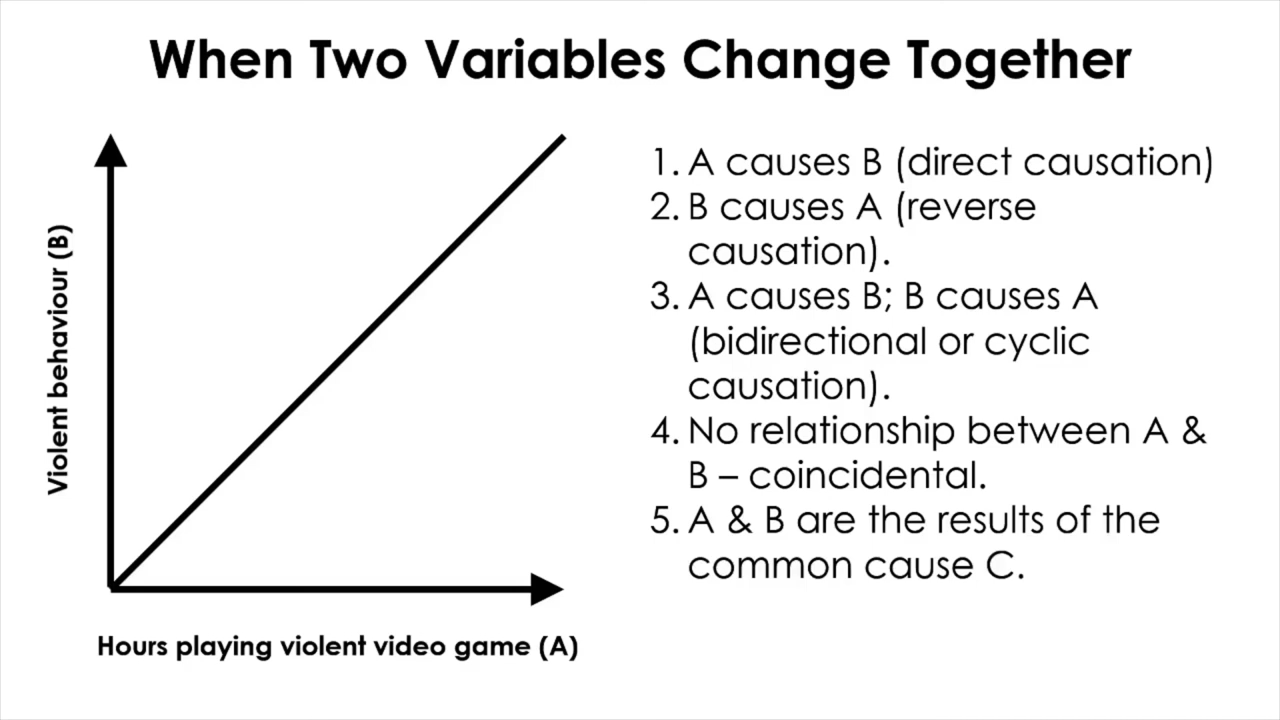 When Two Variables Change Together
Violent behaviour (B)
Hours playing violent video game (A)
1. A causes B (direct causation)
2. B causes A (reverse
causation).
3. A causes B; B causes A
(bidirectional or cyclic
causation).
4. No relationship between A &
B – coincidental.
5. A & B are the results of the
common cause C.